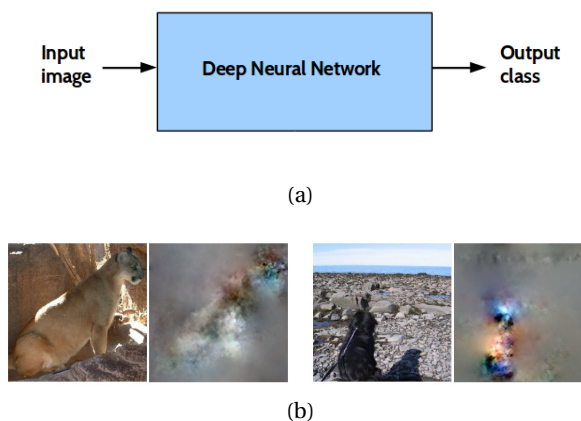 Input
image
Deep Neural Network
Output
class
(a)
(b)